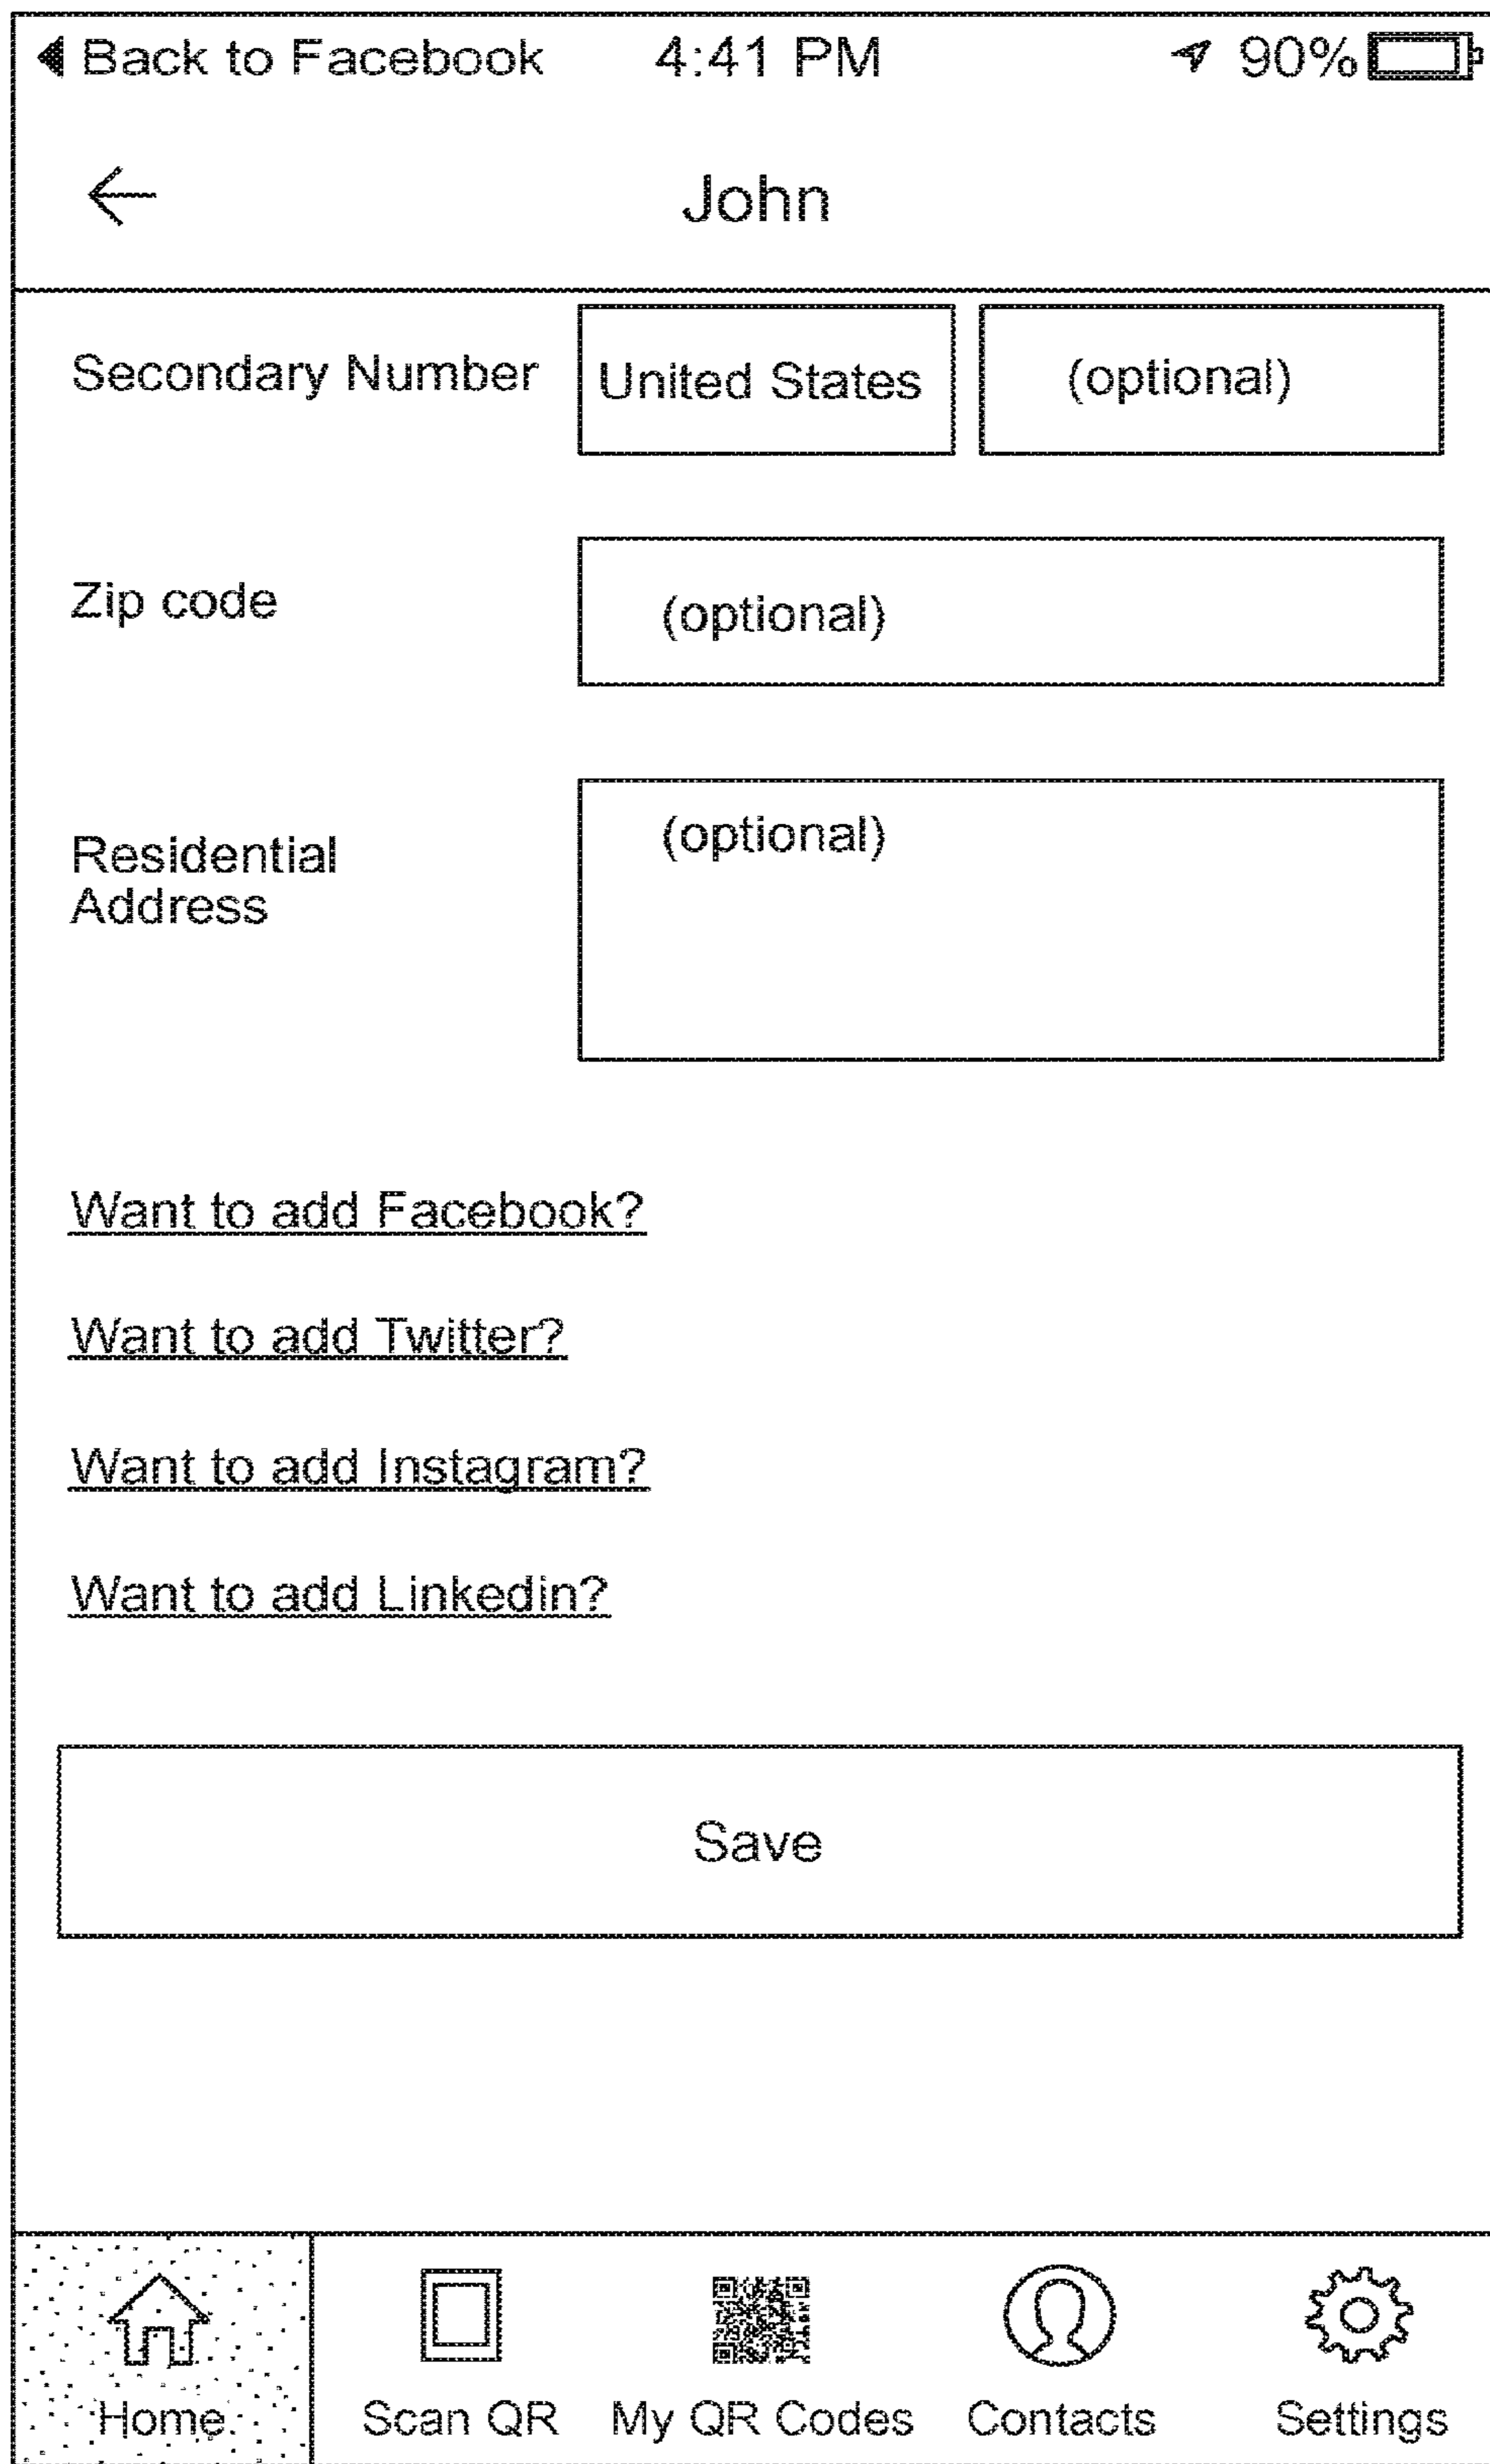 Back to Facebook 4:41 PM 90%
John
Secondary Number United States (optional)
Zip code (optional)
Residential (optional)
Address
Want to add Facebook?
Want to add Twitter?
Want to add Instagram?
Want to add Linkedin?
Save
Home Scan QR My QR Codes Contacts Settings